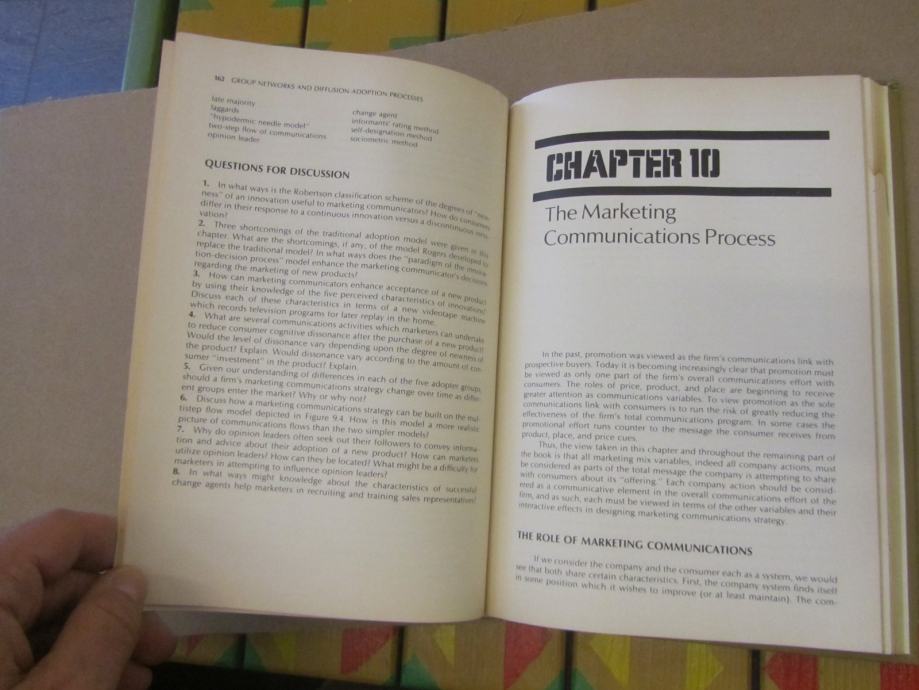 162 GROUP NETWORKS AND DIFFUSION ADOPTION PROCESSES
late majority
laggards
"hypodermic needle model"
two-step flow of communications
opinion leader
change agent
informants' rating method
self-designation method
sociometric method
QUESTIONS FOR DISCUSSION
1. In what ways is the Robertson classification scheme of the degrees of "new-
ness" of an innovation useful to marketing communicators? How do consumers
differ in their response to a continuous innovation versus a discontinuous inno-
vation?
2. Three shortcomings of the traditional adoption model were given in this
chapter. What are the shortcomings, if any, of the model Rogers developed to
replace the traditional model? In what ways does the "paradigm of the innova-
tion-decision process" model enhance the marketing communicator's decisions
regarding the marketing of new products?
3. How can marketing communicators enhance acceptance of a new product
by using their knowledge of the five perceived characteristics of innovations?
Discuss each of these characteristics in terms of a new videotape machine
which records television programs for later replay in the home.
4. What are several communications activities which marketers can undertake
to reduce consumer cognitive dissonance after the purchase of a new product?
Would the level of dissonance vary depending upon the degree of newness of
the product? Explain. Would dissonance vary according to the amount of con-
sumer "investment" in the product? Explain.
5. Given our understanding of differences in each of the five adopter groups,
should a firm's marketing communications strategy change over time as differ-
ent groups enter the market? Why or why not?
6. Discuss how a marketing communications strategy can be built on the mul-
tistep flow model depicted in Figure 9.4. How is this model a more realistic
picture of communications flows than the two simpler models?
7. Why do opinion leaders often seek out their followers to convey informa-
tion and advice about their adoption of a new product? How can marketers
utilize opinion leaders? How can they be located? What might be a difficulty for
marketers in attempting to influence opinion leaders?
8. In what ways might knowledge about the characteristics of successful
change agents help marketers in recruiting and training sales representatives?
CHAPTER 10
The Marketing
Communications Process
In the past, promotion was viewed as the firm's communications link with
prospective buyers. Today it is becoming increasingly clear that promotion must
be viewed as only one part of the firm's overall communications effort with
consumers. The roles of price, product, and place are beginning to receive
greater attention as communications variables. To view promotion as the sole
communications link with consumers is to run the risk of greatly reducing the
effectiveness of the firm's total communications program. In some cases the
promotional effort runs counter to the message the consumer receives from
product, place, and price cues.
Thus, the view taken in this chapter and throughout the remaining part of
the book is that all marketing mix variables, indeed all company actions, must
be considered as parts of the total message the company is attempting to share
with consumers about its "offering." Each company action should be consid-
ered as a communicative element in the overall communications effort of the
firm, and as such, each must be viewed in terms of the other variables and their
interactive effects in designing marketing communications strategy.
THE ROLE OF MARKETING COMMUNICATIONS
If we consider the company and the consumer each as a system, we would
see that both share certain characteristics. First, the company system finds itself
in some position which it wishes to improve (or at least maintain). The com-